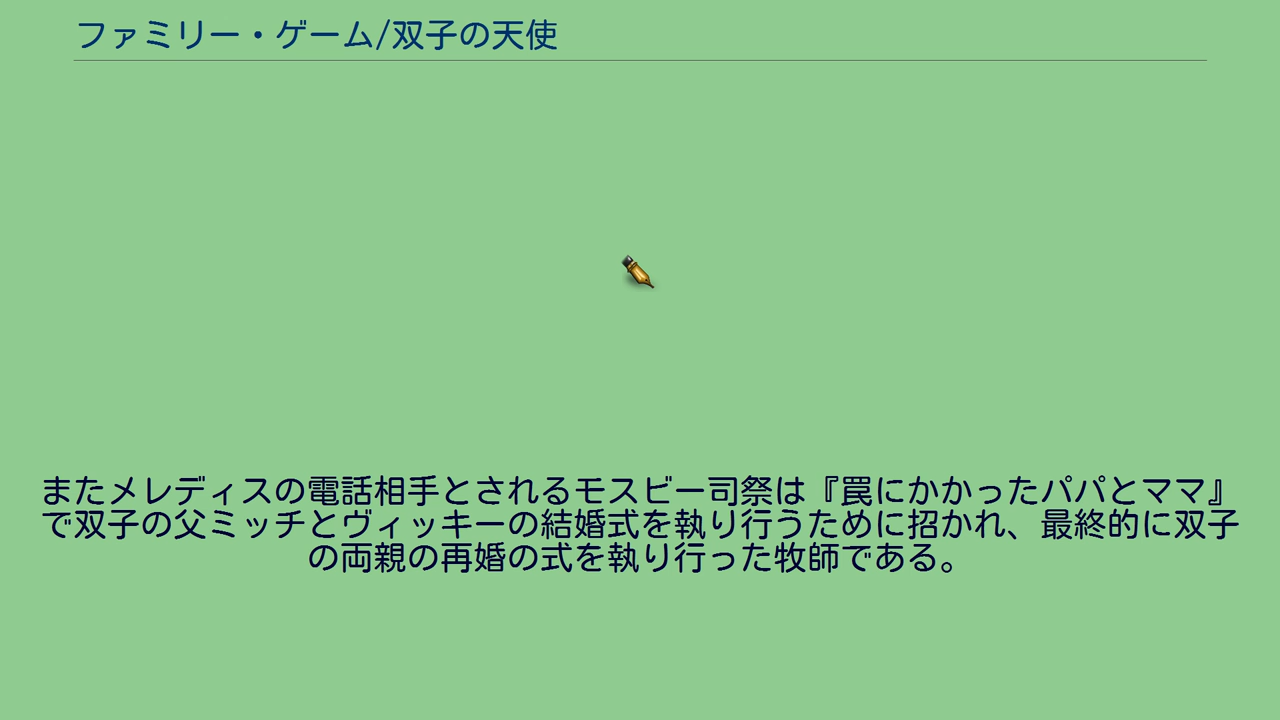 ファミリー・ゲーム/双子の天使
またメレディスの電話相手とされるモスビー司祭は『罠にかかったパパとママ』
で双子の父ミッチとヴィッキーの結婚式を執り行うために招かれ、最終的に双子
の両親の再婚の式を執り行った牧師である。